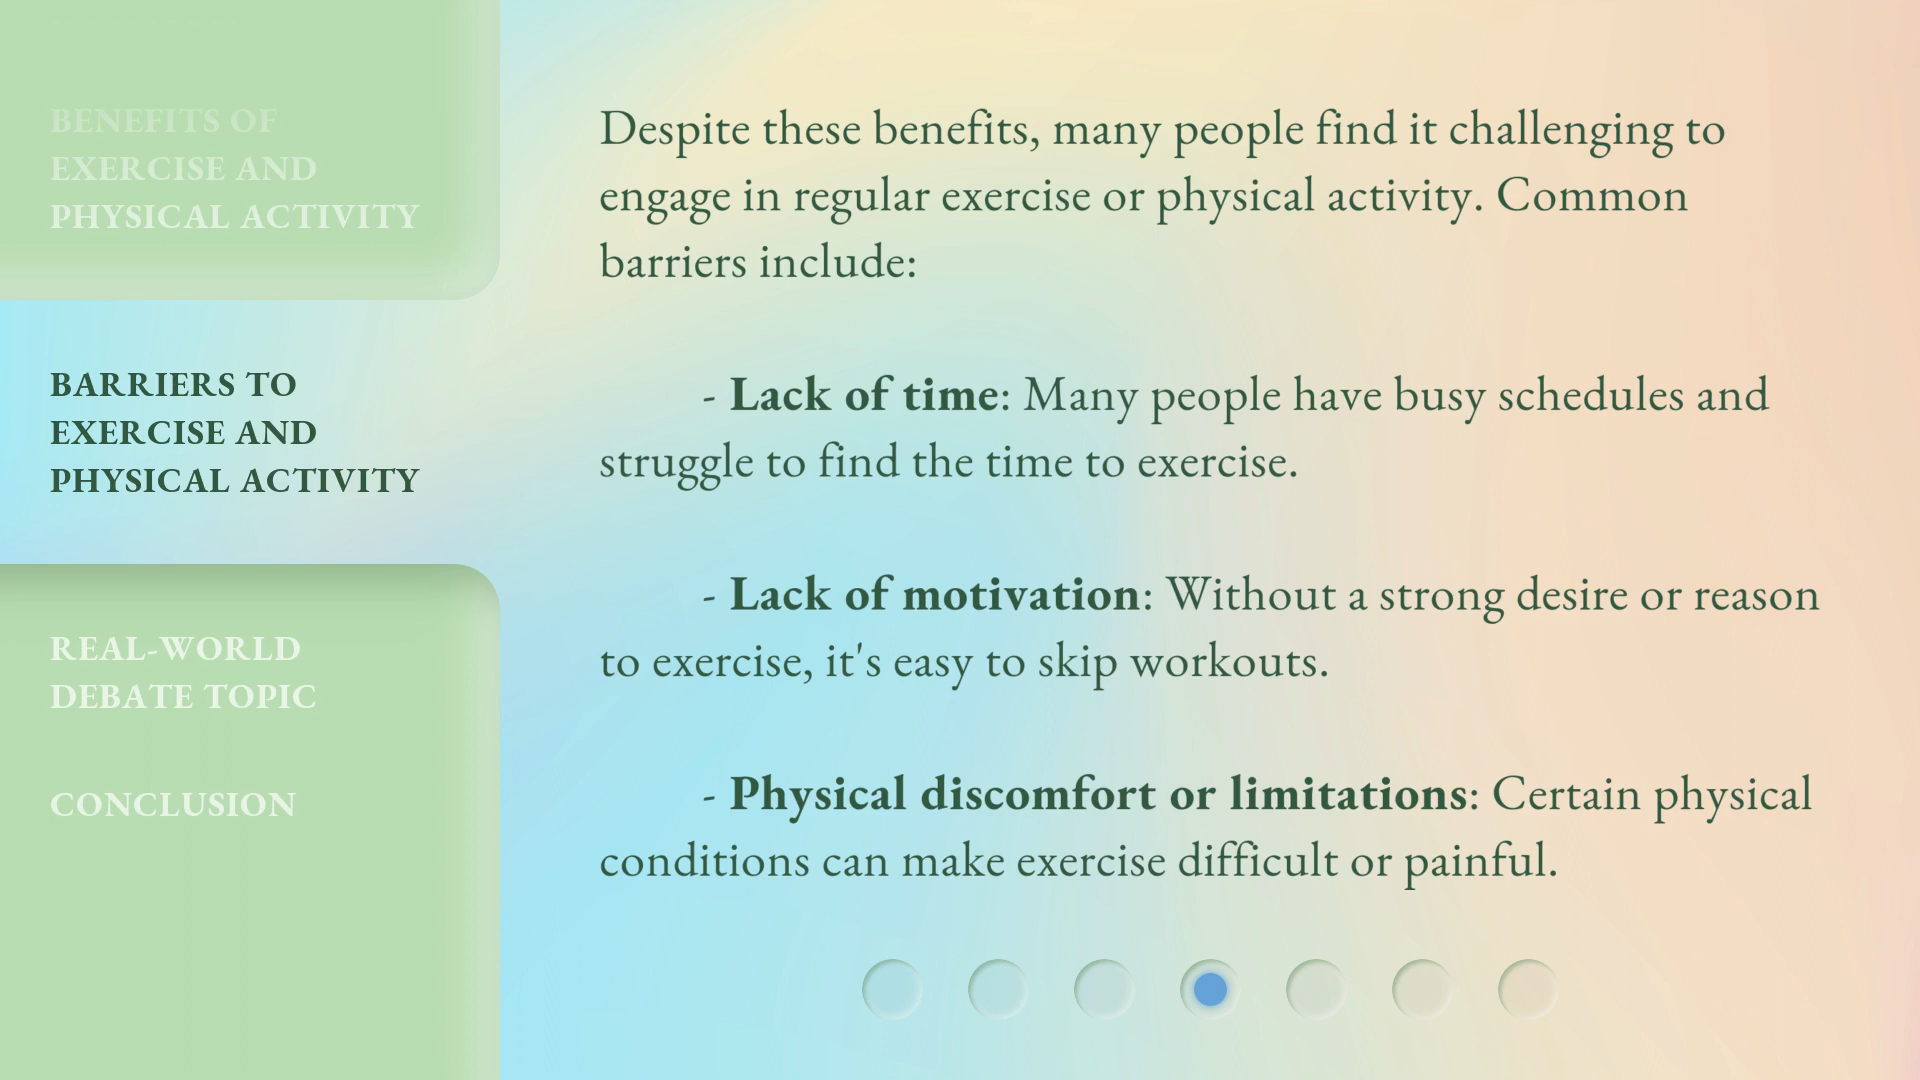 BENEFITS OF
EXERCISE AND
PHYSICAL ACTIVITY
BARRIERS TO
EXERCISE AND
PHYSICAL ACTIVITY
REAL-WORLD
DEBATE TOPIC
CONCLUSION
Despite these benefits, many people find it challenging to
engage in regular exercise or physical activity. Common
barriers include:
- Lack of time: Many people have busy schedules and
struggle to find the time to exercise.
- Lack of motivation: Without a strong desire or reason
to exercise, it's easy to skip workouts.
- Physical discomfort or limitations: Certain physical
conditions can make exercise difficult or painful.